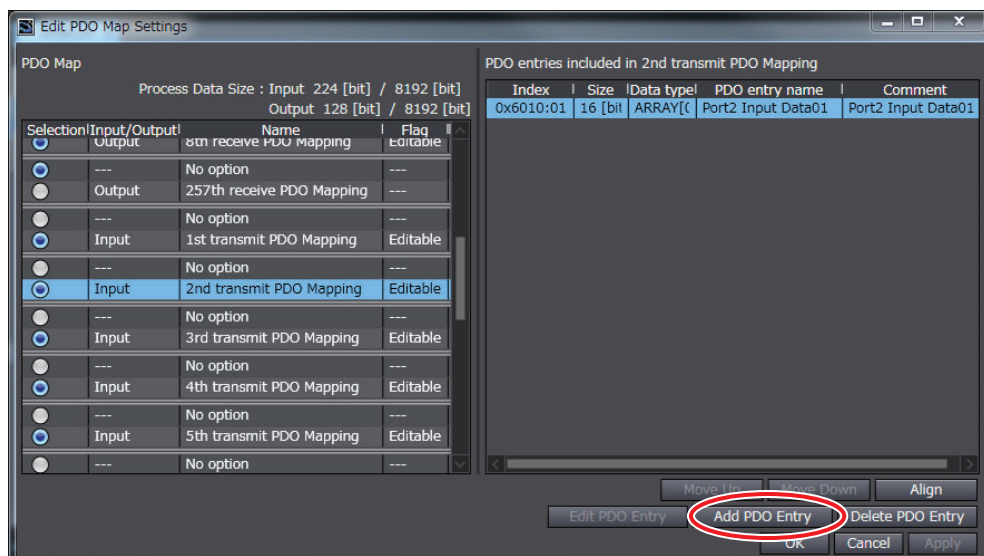 Edit PDO Map Settings
PDO Map
Process Data Size : Input 224 [bit] / 8192 [bit]
Output 128 [bit] / 8192 [bit]
Selection Input/Output Name Flag
Output 8th receive PDO Mapping Editable
--- No option ---
Output 257th receive PDO Mapping ---
--- No option ---
Input 1st transmit PDO Mapping Editable
--- No option ---
Input 2nd transmit PDO Mapping Editable
--- No option ---
Input 3rd transmit PDO Mapping Editable
--- No option ---
Input 4th transmit PDO Mapping Editable
--- No option ---
Input 5th transmit PDO Mapping Editable
--- No option ---
PDO entries included in 2nd transmit PDO Mapping
Index Size Data type PDO entry name Comment
0x6010:01 16 [bit ARRAY[0 Port2 Input Data01 Port2 Input Data01
Move Up Move Down Align
Edit PDO Entry Add PDO Entry Delete PDO Entry
OK Cancel Apply